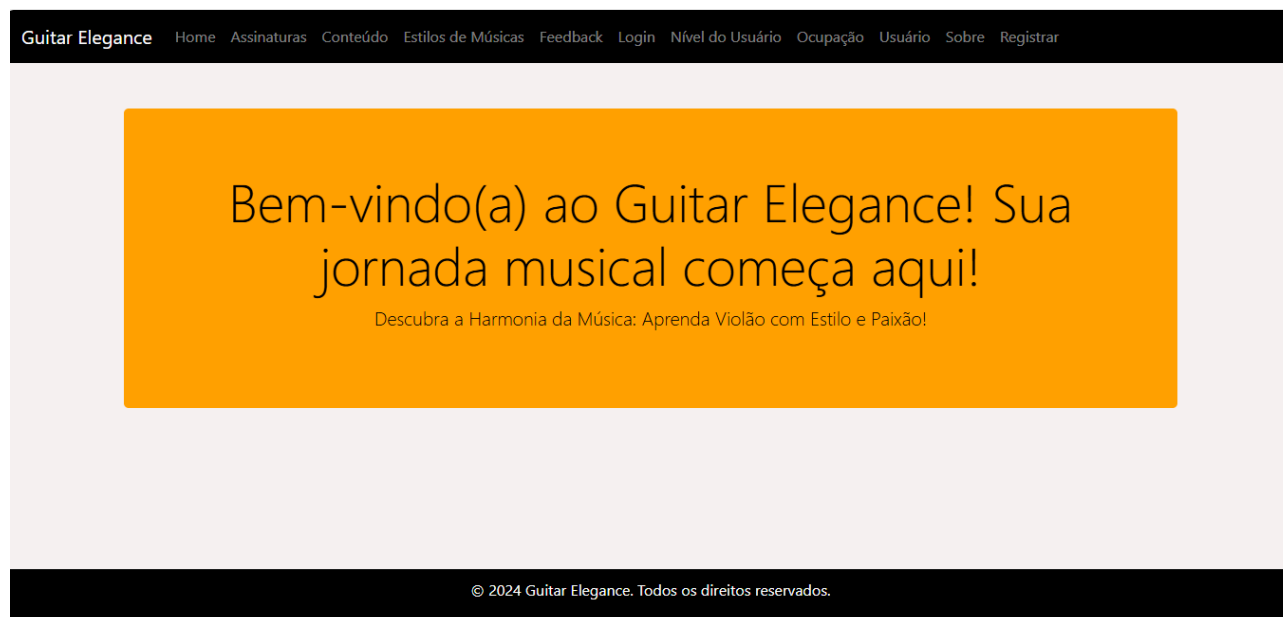 Guitar Elegance Home Assinaturas Conteúdo Estilos de Músicas Feedback Login Nível do Usuário Ocupação Usuário Sobre Registrar
Bem-vindo(a) ao Guitar Elegance! Sua
jornada musical começa aqui!
Descubra a Harmonia da Música: Aprenda Violão com Estilo e Paixão!
© 2024 Guitar Elegance. Todos os direitos reservados.